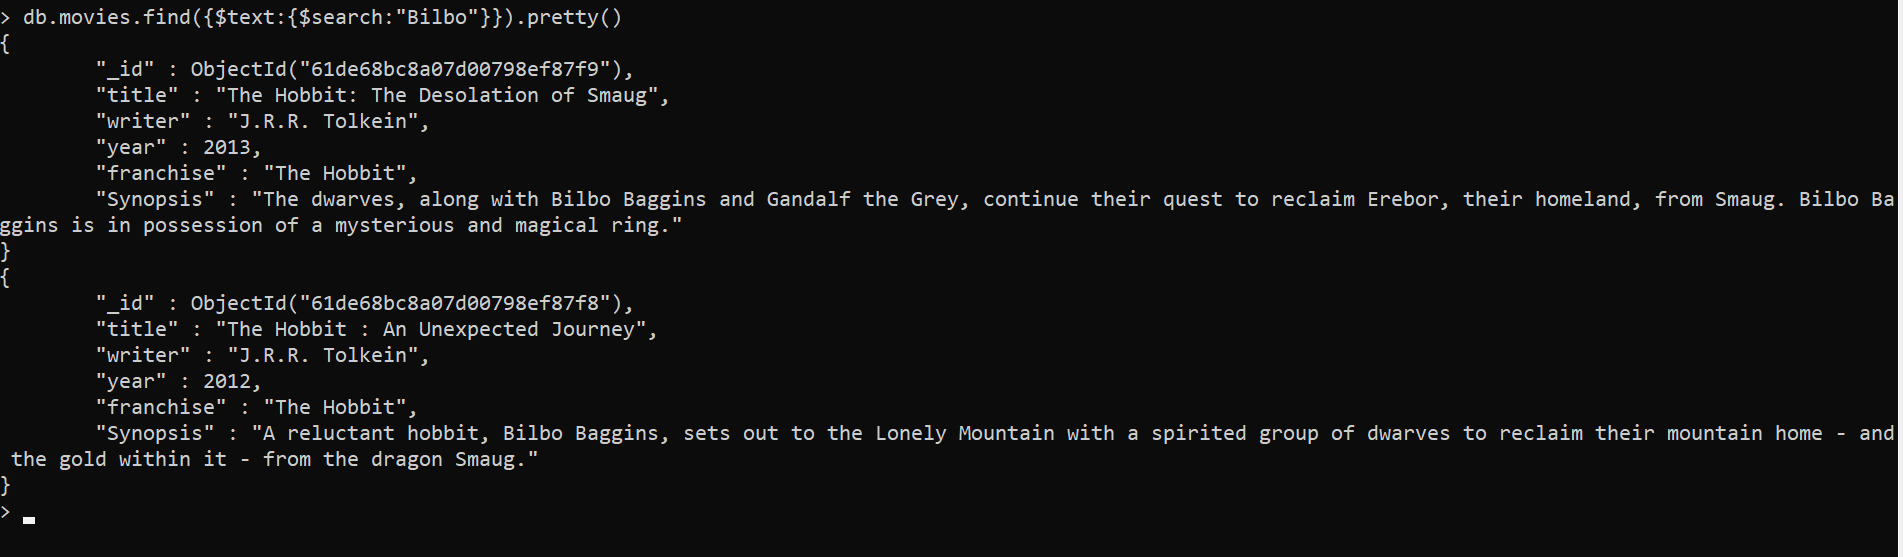 > db.movies.find({$text:{$search:"Bilbo"}}).pretty()
{
        "_id" : ObjectId("61de68bc8a07d00798ef87f9"),
        "title" : "The Hobbit: The Desolation of Smaug",
        "writer" : "J.R.R. Tolkein",
        "year" : 2013,
        "franchise" : "The Hobbit",
        "Synopsis" : "The dwarves, along with Bilbo Baggins and Gandalf the Grey, continue their quest to reclaim Erebor, their homeland, from Smaug. Bilbo Ba
ggins is in possession of a mysterious and magical ring."
}
{
        "_id" : ObjectId("61de68bc8a07d00798ef87f8"),
        "title" : "The Hobbit : An Unexpected Journey",
        "writer" : "J.R.R. Tolkein",
        "year" : 2012,
        "franchise" : "The Hobbit",
        "Synopsis" : "A reluctant hobbit, Bilbo Baggins, sets out to the Lonely Mountain with a spirited group of dwarves to reclaim their mountain home - and
 the gold within it - from the dragon Smaug."
}
>